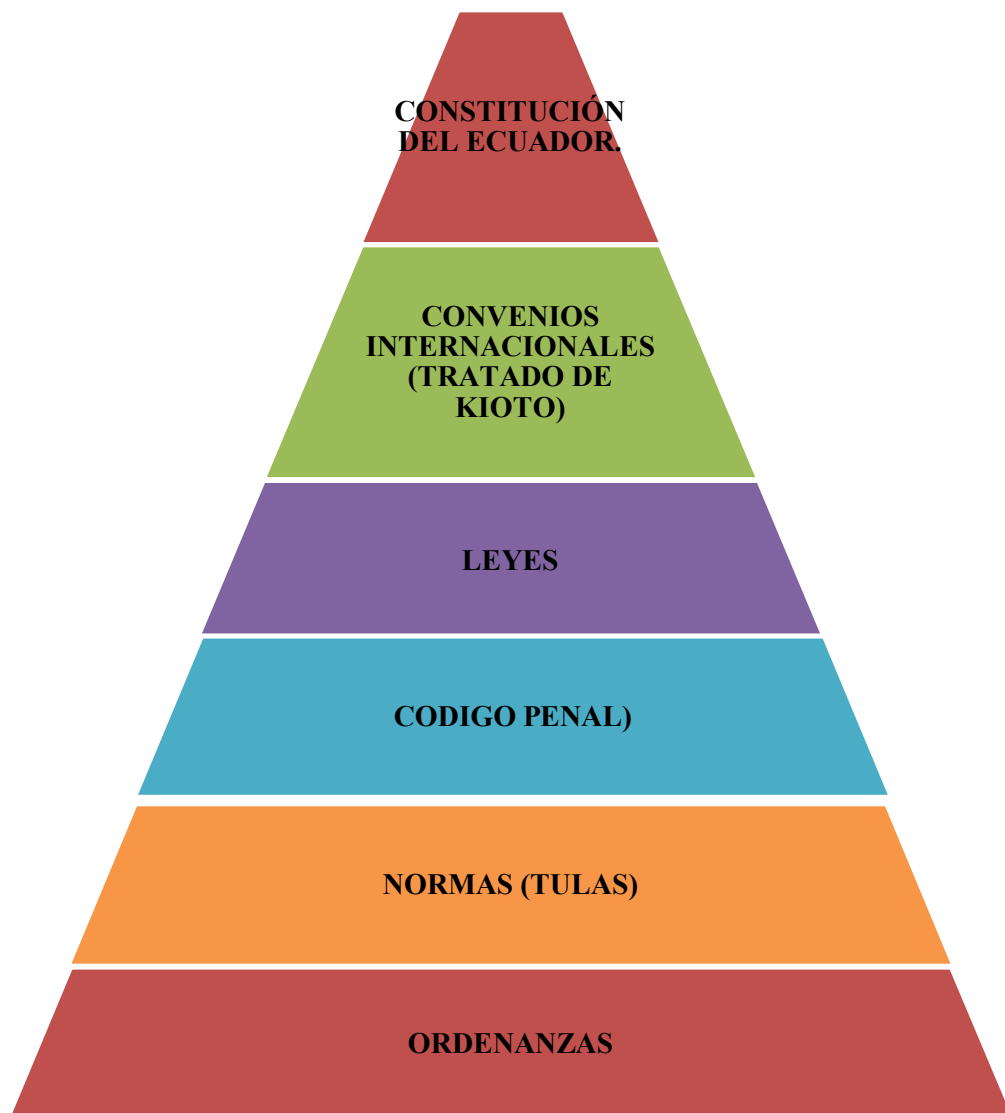 CONSTITUCIÓN
DEL ECUADOR.
CONVENIOS
INTERNACIONALES
(TRATADO DE
KIOTO)
LEYES
CODIGO PENAL)
NORMAS (TULAS)
ORDENANZAS